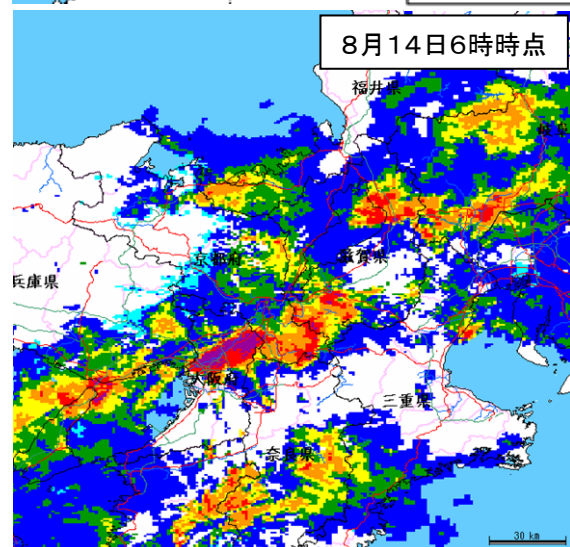 8月14日6時時点
福井県
岐阜
京都府
滋賀県
兵庫県
大阪府
三重県
奈良県
30 km